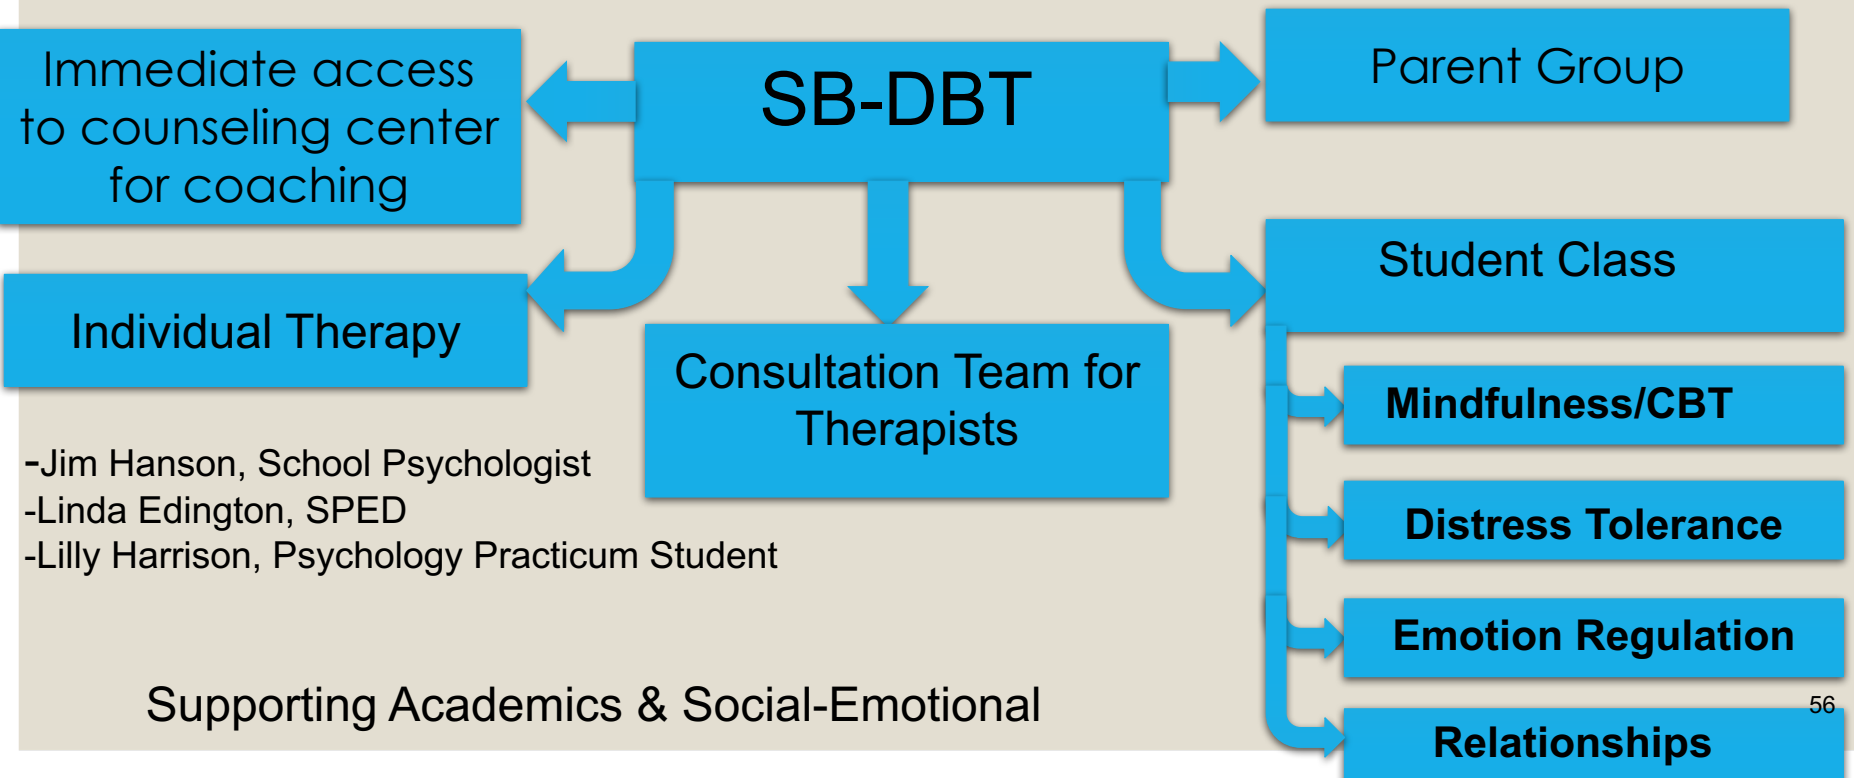 Immediate access
to counseling center
for coaching
SB-DBT
Parent Group
Individual Therapy
Consultation Team for
Therapists
Student Class
Mindfulness/CBT
Distress Tolerance
Emotion Regulation
Relationships
-Jim Hanson, School Psychologist
-Linda Edington, SPED
-Lilly Harrison, Psychology Practicum Student
Supporting Academics & Social-Emotional
56